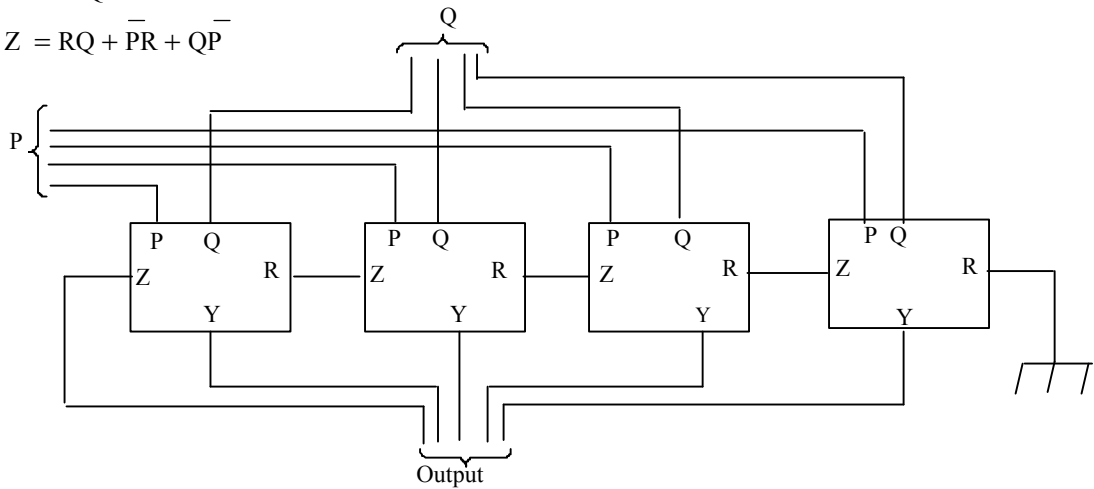 Q
Z = RQ + P̅R + QP̅
P
P Q P Q P Q P Q
Z R Z R Z R Z R
Y Y Y Y
Output